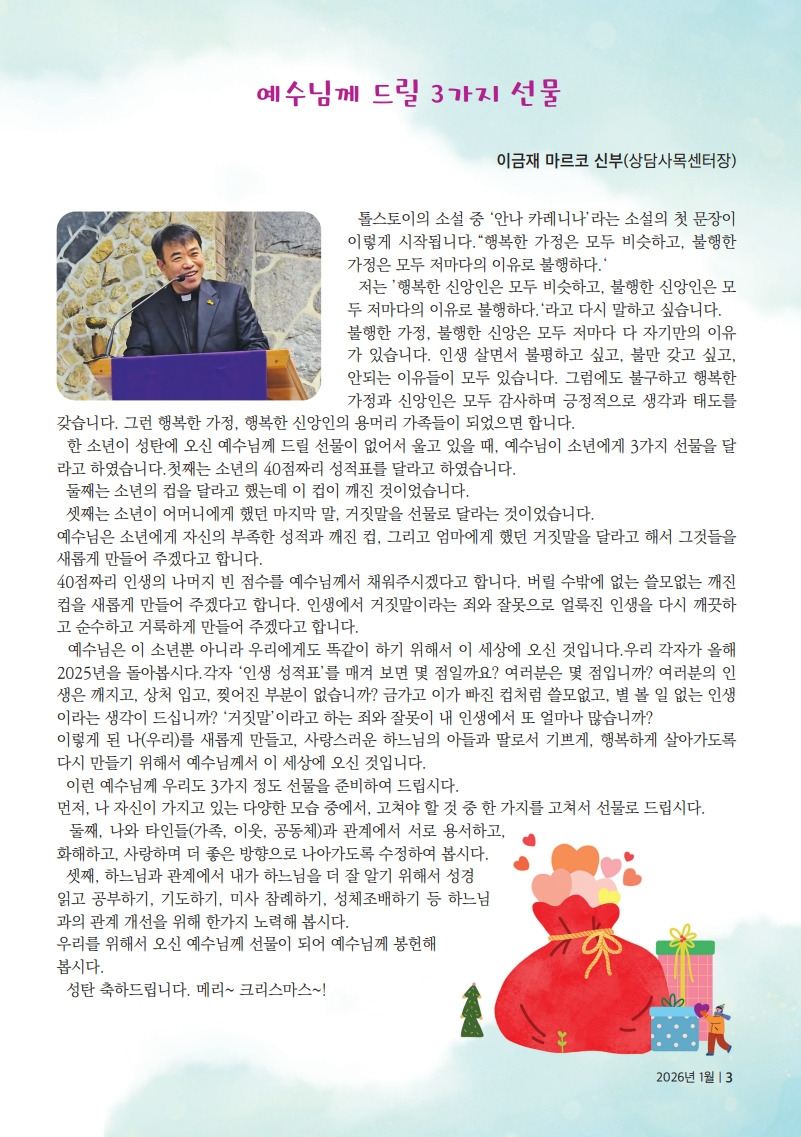 예수님께 드릴 3가지 선물
이금재 마르코 신부(상담사목센터장)
톨스토이의 소설 중 ‘안나 카레니나’라는 소설의 첫 문장이
이렇게 시작됩니다.“행복한 가정은 모두 비슷하고, 불행한
가정은 모두 저마다의 이유로 불행하다.‘
저는 ’행복한 신앙인은 모두 비슷하고, 불행한 신앙인은 모
두 저마다의 이유로 불행하다.‘라고 다시 말하고 싶습니다.
불행한 가정, 불행한 신앙은 모두 저마다 다 자기만의 이유
가 있습니다. 인생 살면서 불평하고 싶고, 불만 갖고 싶고,
안되는 이유들이 모두 있습니다. 그럼에도 불구하고 행복한
가정과 신앙인은 모두 감사하며 긍정적으로 생각과 태도를
갖습니다. 그런 행복한 가정, 행복한 신앙인의 용머리 가족들이 되었으면 합니다.
한 소년이 성탄에 오신 예수님께 드릴 선물이 없어서 울고 있을 때, 예수님이 소년에게 3가지 선물을 달
라고 하였습니다.첫째는 소년의 40점짜리 성적표를 달라고 하였습니다.
둘째는 소년의 컵을 달라고 했는데 이 컵이 깨진 것이었습니다.
셋째는 소년이 어머니에게 했던 마지막 말, 거짓말을 선물로 달라는 것이었습니다.
예수님은 소년에게 자신의 부족한 성적과 깨진 컵, 그리고 엄마에게 했던 거짓말을 달라고 해서 그것들을
새롭게 만들어 주겠다고 합니다.
40점짜리 인생의 나머지 빈 점수를 예수님께서 채워주시겠다고 합니다. 버릴 수밖에 없는 쓸모없는 깨진
컵을 새롭게 만들어 주겠다고 합니다. 인생에서 거짓말이라는 죄와 잘못으로 얼룩진 인생을 다시 깨끗하
고 순수하고 거룩하게 만들어 주겠다고 합니다.
예수님은 이 소년뿐 아니라 우리에게도 똑같이 하기 위해서 이 세상에 오신 것입니다.우리 각자가 올해
2025년을 돌아봅시다.각자 ‘인생 성적표’를 매겨 보면 몇 점일까요? 여러분은 몇 점입니까? 여러분의 인
생은 깨지고, 상처 입고, 찢어진 부분이 없습니까? 금가고 이가 빠진 컵처럼 쓸모없고, 별 볼 일 없는 인생
이라는 생각이 드십니까? ‘거짓말’이라고 하는 죄와 잘못이 내 인생에서 또 얼마나 많습니까?
이렇게 된 나(우리)를 새롭게 만들고, 사랑스러운 하느님의 아들과 딸로서 기쁘게, 행복하게 살아가도록
다시 만들기 위해서 예수님께서 이 세상에 오신 것입니다.
이런 예수님께 우리도 3가지 정도 선물을 준비하여 드립시다.
먼저, 나 자신이 가지고 있는 다양한 모습 중에서, 고쳐야 할 것 중 한 가지를 고쳐서 선물로 드립시다.
둘째, 나와 타인들(가족, 이웃, 공동체)과 관계에서 서로 용서하고,
화해하고, 사랑하며 더 좋은 방향으로 나아가도록 수정하여 봅시다.
셋째, 하느님과 관계에서 내가 하느님을 더 잘 알기 위해서 성경
읽고 공부하기, 기도하기, 미사 참례하기, 성체조배하기 등 하느님
과의 관계 개선을 위해 한가지 노력해 봅시다.
우리를 위해서 오신 예수님께 선물이 되어 예수님께 봉헌해
봅시다.
성탄 축하드립니다. 메리~ 크리스마스~!
2026년 1월 | 3